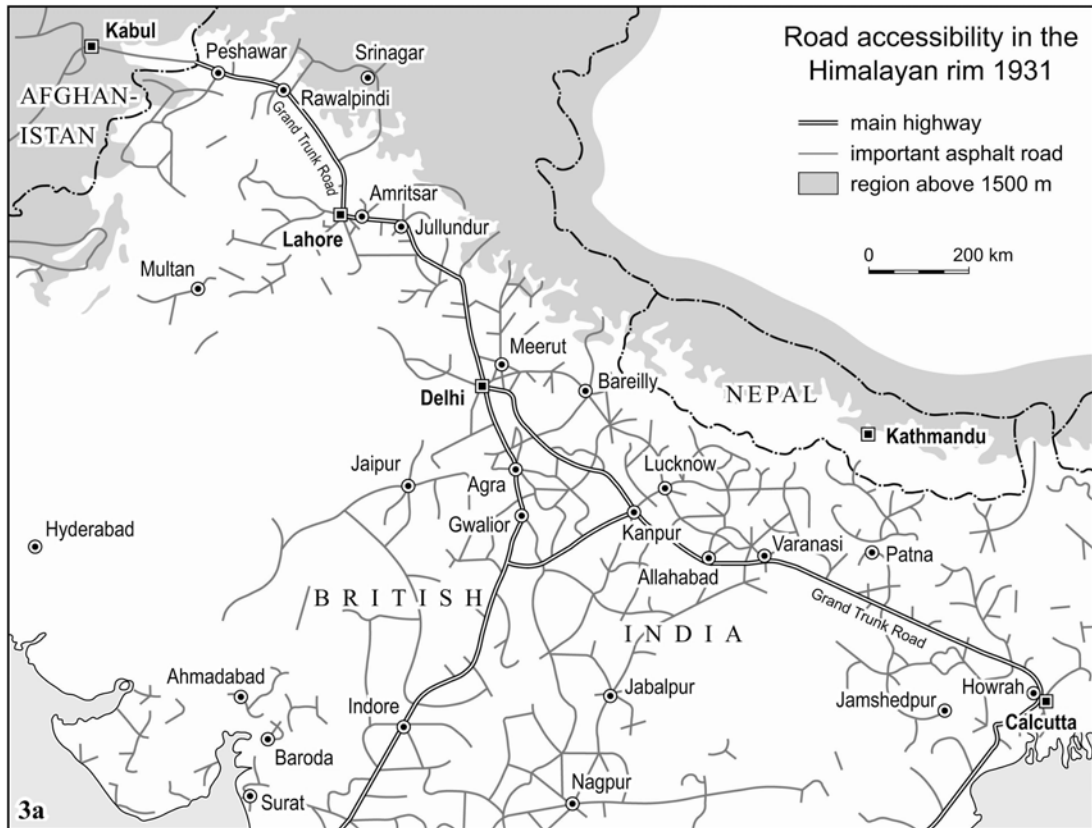 Kabul
Peshawar
Srinagar
Road accessibility in the
Himalayan rim 1931
AFGHAN-
ISTAN
Rawalpindi
main highway
important asphalt road
region above 1500 m
Grand Trunk Road
Amritsar
Lahore
Jullundur
0 200 km
Multan
Meerut
Bareilly
Delhi
NEPAL
Kathmandu
Jaipur
Agra
Lucknow
Gwalior
Kanpur
Hyderabad
Varanasi
Patna
Allahabad
BRITISH
Grand Trunk Road
INDIA
Ahmadabad
Jabalpur
Howrah
Indore
Jamshedpur
Calcutta
Baroda
Nagpur
Surat
3a